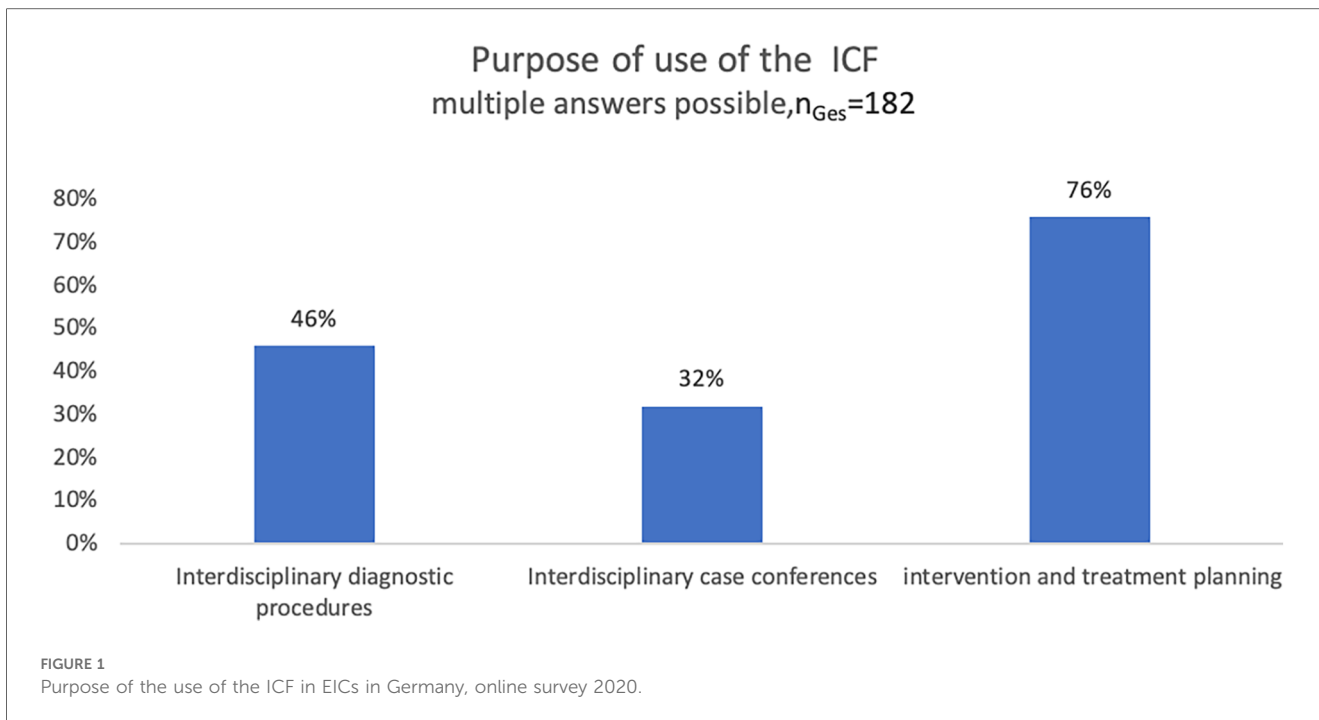 Purpose of use of the ICF
multiple answers possible,nGes=182
80%
70%
60%
50%
40%
30%
20%
10%
0%
46%
32%
76%
Interdisciplinary diagnostic
procedures
Interdisciplinary case conferences
intervention and treatment planning
FIGURE 1
Purpose of the use of the ICF in EICs in Germany, online survey 2020.